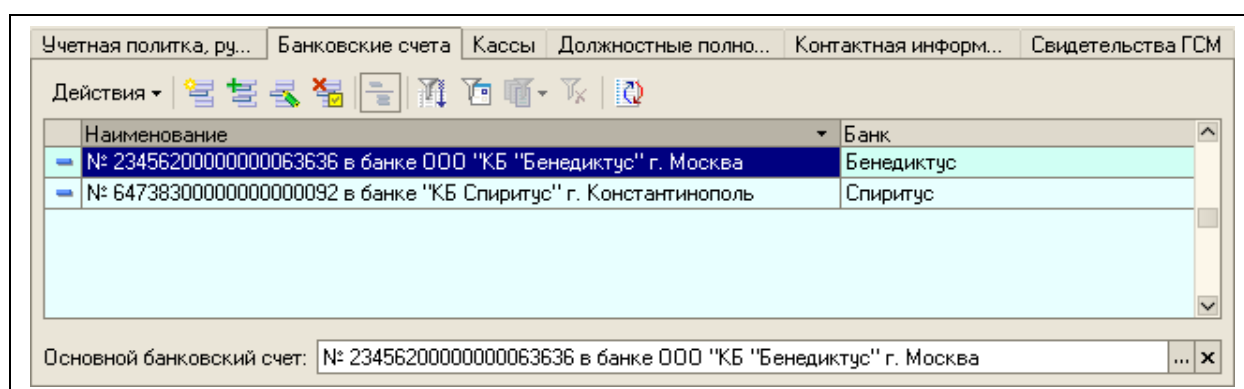 Учетная политка, ру... Банковские счета Кассы Должностные полно... Контактная информ... Свидетельства ГСМ
Действия
Наименование Банк
№ 23456200000000063636 в банке ООО "КБ "Бенедиктус" г. Москва Бенедиктус
№ 64738300000000000092 в банке "КБ Спиритус" г. Константинополь Спиритус
Основной банковский счет: № 23456200000000063636 в банке ООО "КБ "Бенедиктус" г. Москва ... x